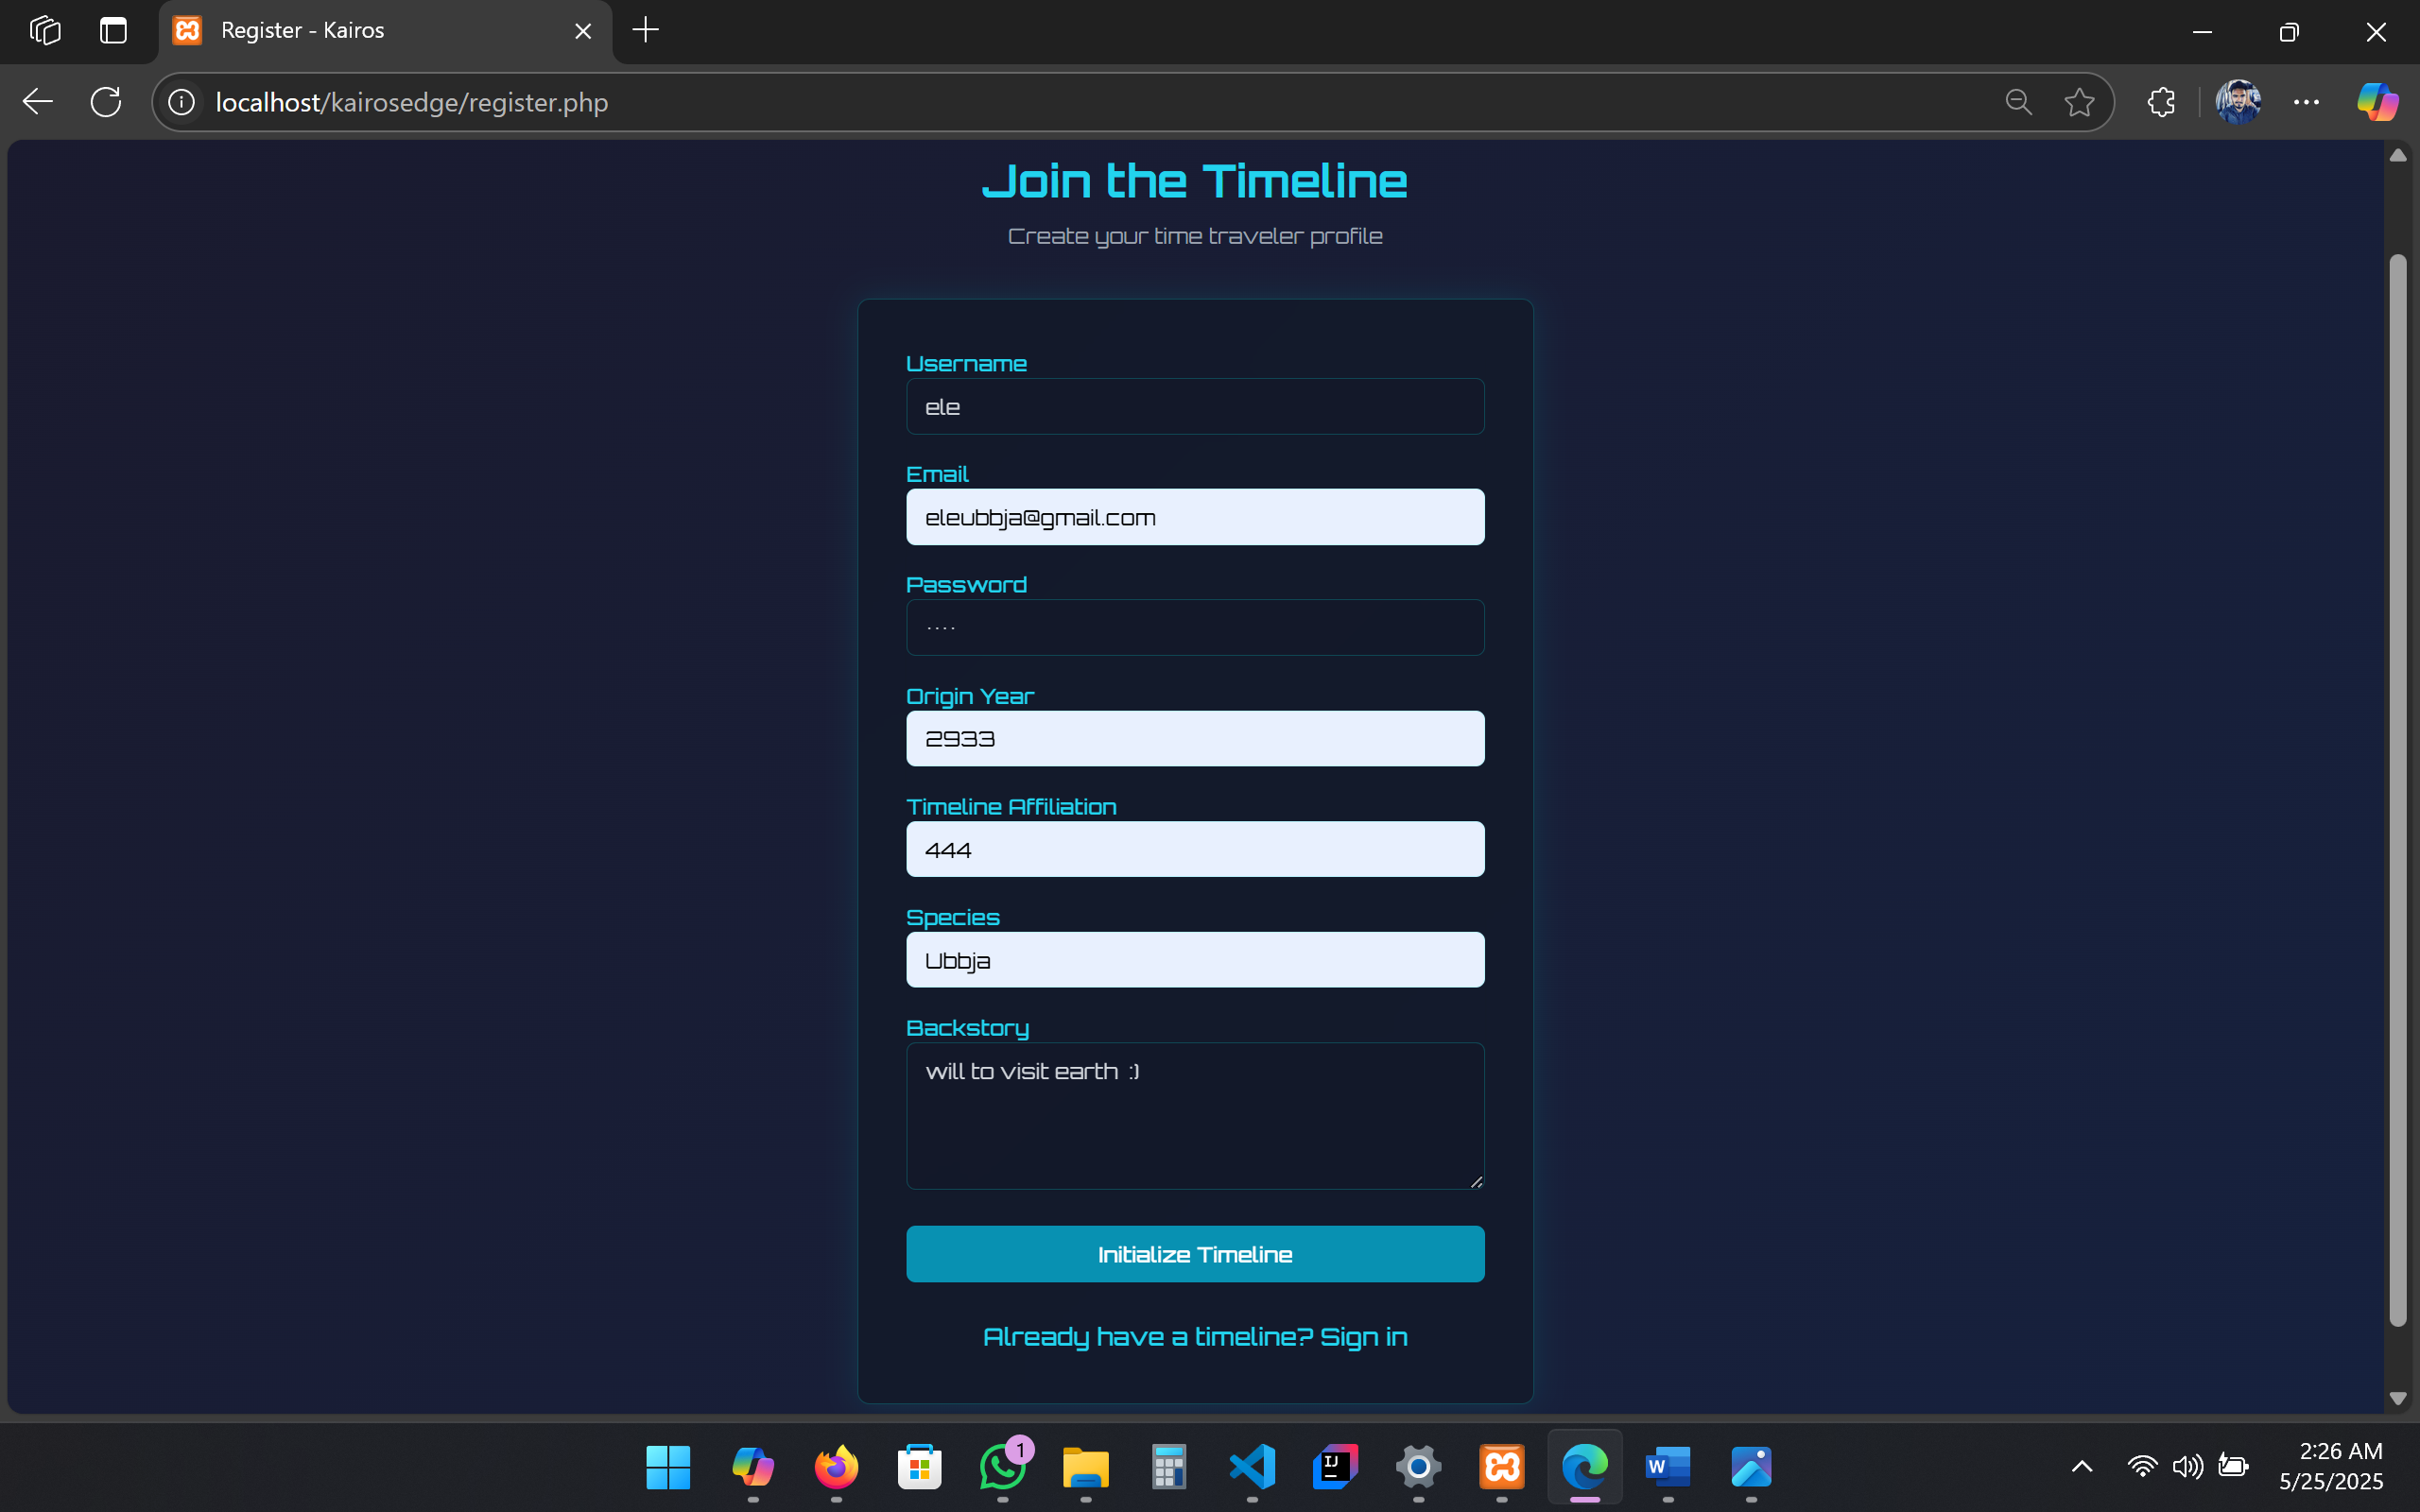 Register - Kairos
localhost/kairosedge/register.php
Join the Timeline
Create your time traveler profile
Username
ele
Email
eleubbja@gmail.com
Password
....
Origin Year
2933
Timeline Affiliation
444
Species
Ubbja
Backstory
will to visit earth :)
Initialize Timeline
Already have a timeline? Sign in
1
IJ
W
2:26 AM
5/25/2025